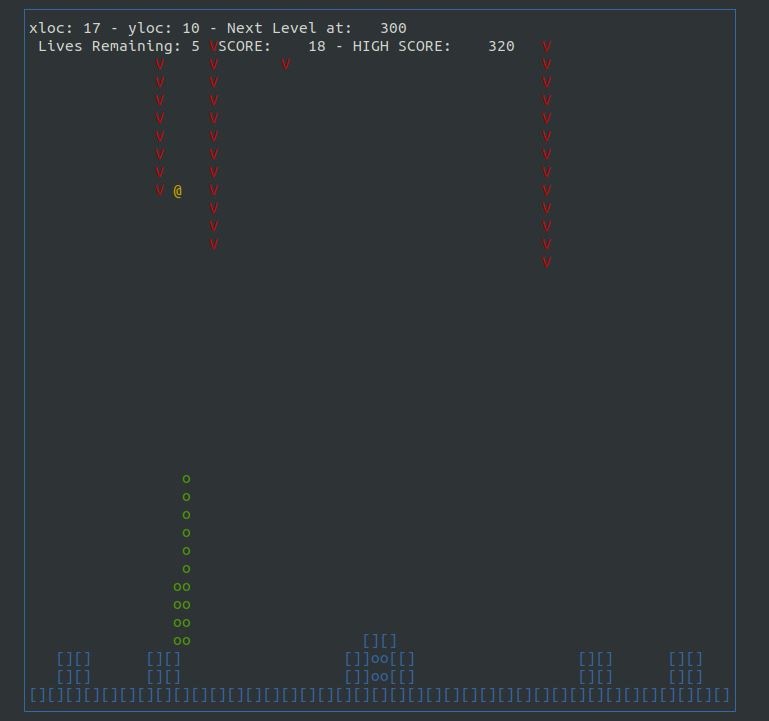 xloc: 17 - yloc: 10 - Next Level at:   300
Lives Remaining: 5 VSCORE:    18 - HIGH SCORE:    320   V
V V V V
V V V
V V V
V V V
V V V
V V V
V V V
V @ V V
V V
V V
V V
V
o
o
o
o
o
o
oo
oo
oo
oo [][]
[][] [][] []]oo[[] [][] [][]
[][] [][] []]oo[[] [][] [][]
[][][][][][][][][][][][][][][][][][][][][][][][][][][][][][][][][][][][][][][]